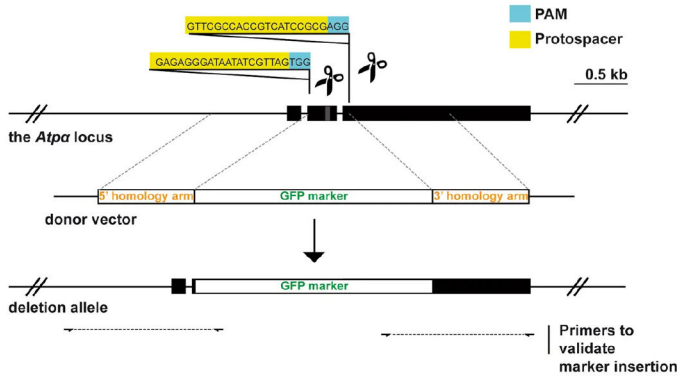 GTTCGCCACCGTCATCCGCGAGG
PAM
Protospacer
GAGAGGGATAATATCGTTAGTGG
0.5 kb
the Atpα locus
5' homology arm
GFP marker
3' homology arm
donor vector
GFP marker
deletion allele
Primers to
validate
marker insertion